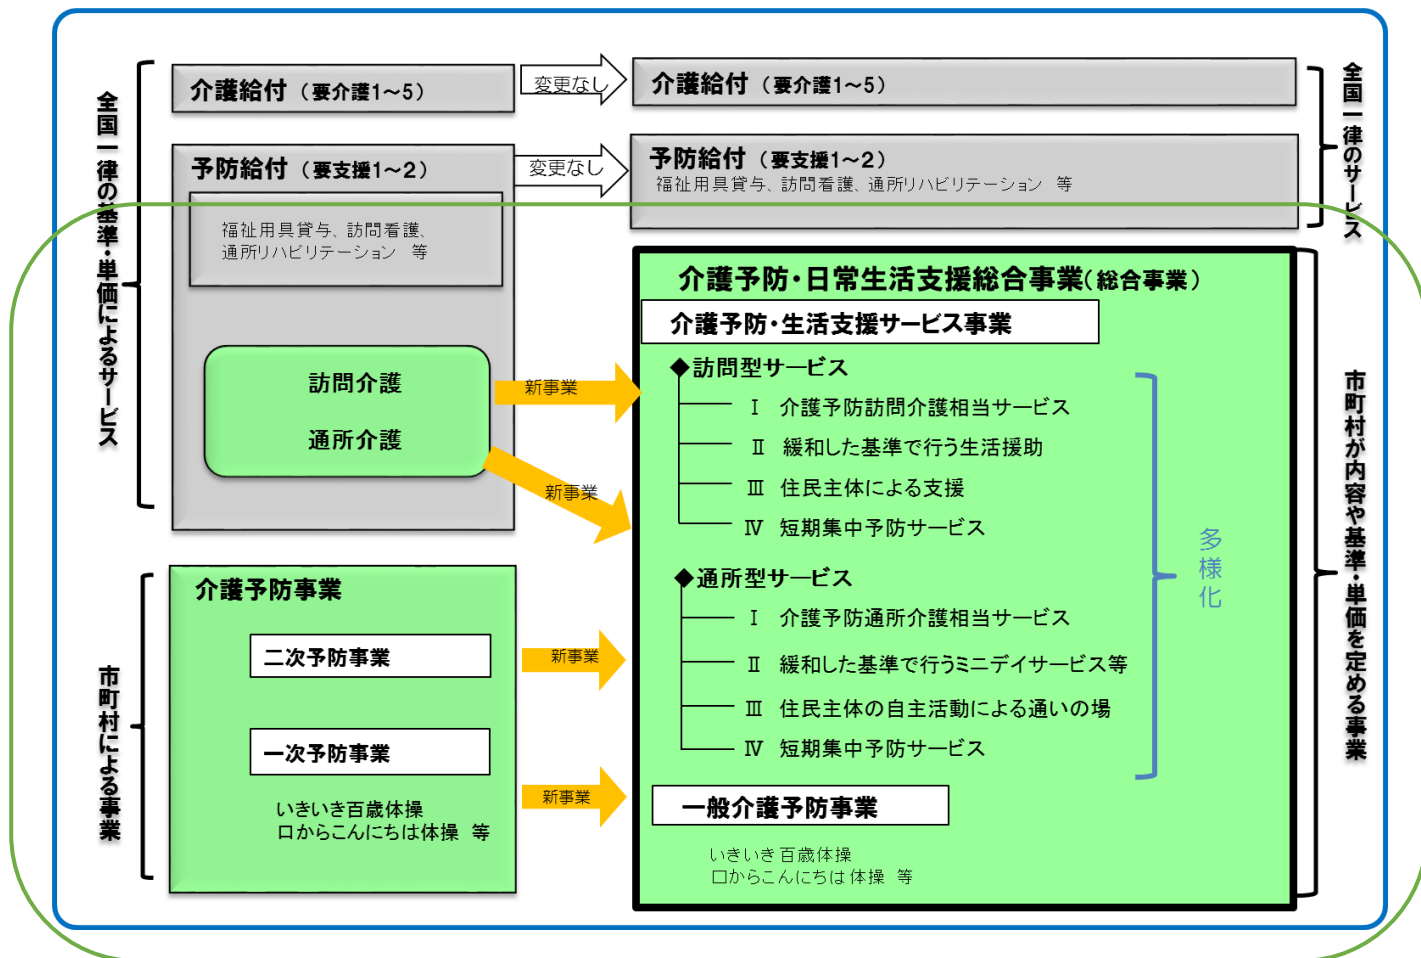 全国一律の基準・単価によるサービス
介護給付（要介護1～5）
変更なし
介護給付（要介護1～5）
全国一律のサービス
予防給付（要支援1～2）
変更なし
予防給付（要支援1～2）
福祉用具貸与、訪問看護、通所リハビリテーション　等
福祉用具貸与、訪問看護、
通所リハビリテーション　等
訪問介護
通所介護
新事業
新事業
介護予防・日常生活支援総合事業（総合事業）
介護予防・生活支援サービス事業
◆訪問型サービス
Ⅰ　介護予防訪問介護相当サービス
Ⅱ　緩和した基準で行う生活援助
Ⅲ　住民主体による支援
Ⅳ　短期集中予防サービス
◆通所型サービス
Ⅰ　介護予防通所介護相当サービス
Ⅱ　緩和した基準で行うミニデイサービス等
Ⅲ　住民主体の自主活動による通いの場
Ⅳ　短期集中予防サービス
多様化
市町村が内容や基準・単価を定める事業
市町村による事業
介護予防事業
二次予防事業
新事業
一次予防事業
いきいき百歳体操
口からこんにちは体操　等
新事業
一般介護予防事業
いきいき百歳体操
口からこんにちは体操　等